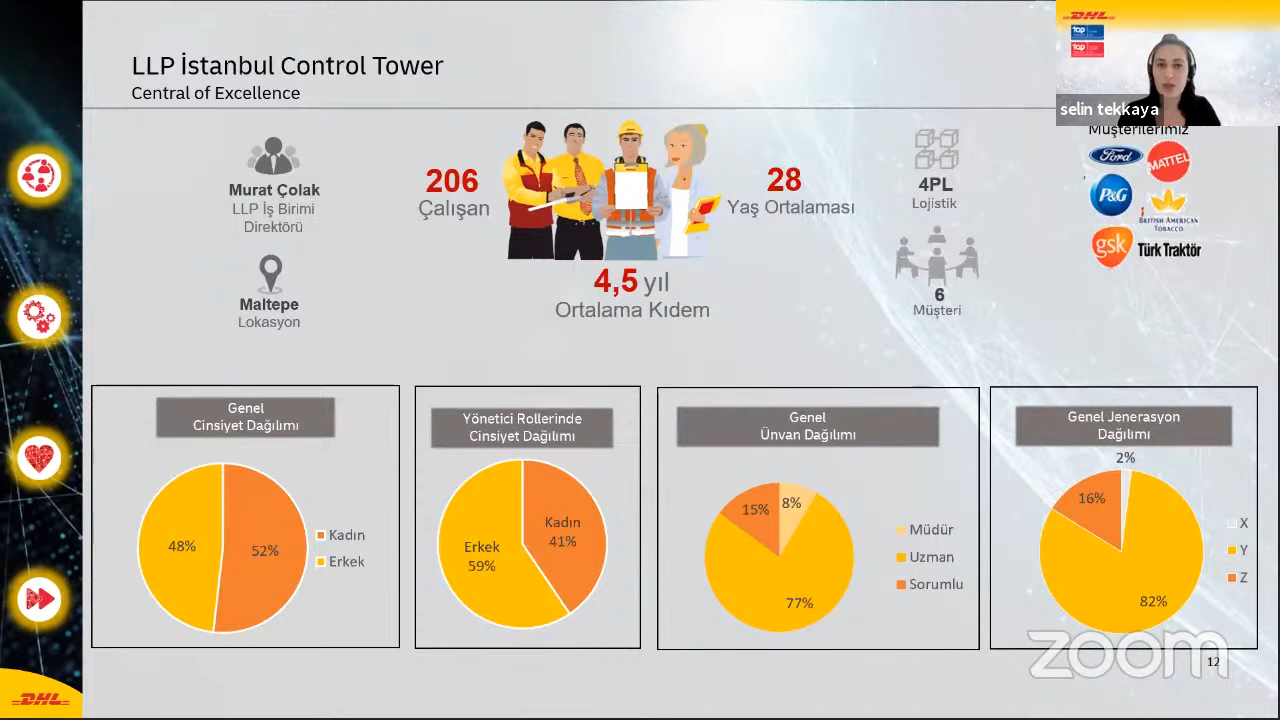 LLP İstanbul Control Tower
Central of Excellence
DHL
top
top
selin tekkaya
Murat Çolak
LLP İş Birimi
Direktörü
Maltepe
Lokasyon
206
Çalışan
28
Yaş Ortalaması
4,5 yıl
Ortalama Kıdem
4PL
Lojistik
6
Müşteri
Müşterilerimiz
Ford
MATTEL
P&G
BRITISH AMERICAN
TOBACCO
gsk
Türk Traktör
Genel
Cinsiyet Dağılımı
48%
52%
Kadın
Erkek
Yönetici Rollerinde
Cinsiyet Dağılımı
Kadın
41%
Erkek
59%
Genel
Ünvan Dağılımı
15%
8%
77%
Müdür
Uzman
Sorumlu
Genel Jenerasyon
Dağılımı
2%
16%
82%
X
Y
Z
zoom
12
DHL